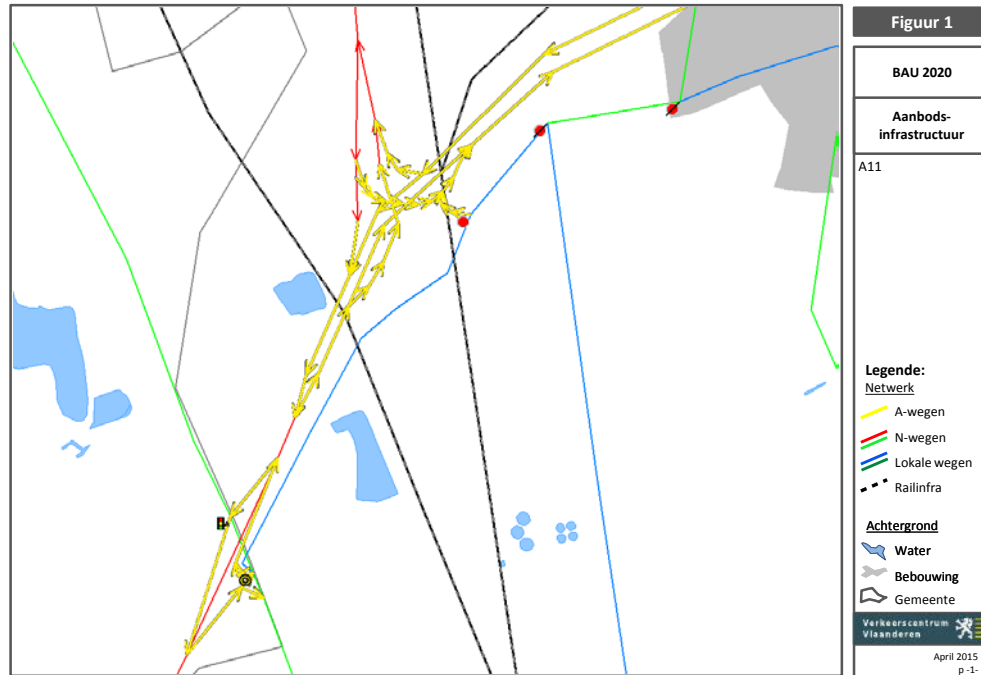 Figuur 1
BAU 2020
Aanbods-
infrastructuur
A11
Legende:
Netwerk
A-wegen
N-wegen
Lokale wegen
Railinfra
Achtergrond
Water
Bebouwing
Gemeente
Verkeerscentrum
Vlaanderen
April 2015
p -1-